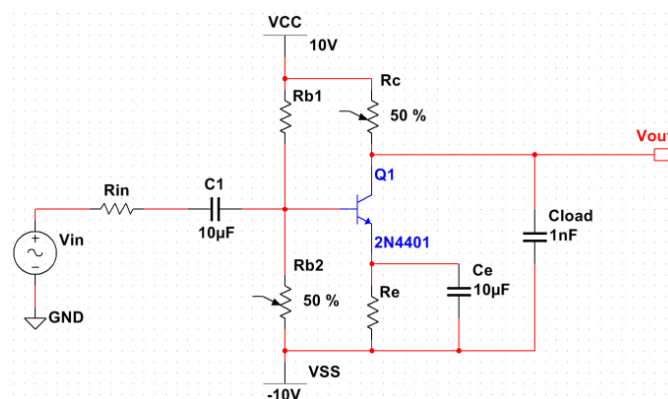 VCC
10V
Rb1
Rc
50 %
Vout
Q1
Rin
C1
10µF
Vin
2N4401
Cload
1nF
Rb2
50 %
Re
Ce
10µF
GND
VSS
-10V